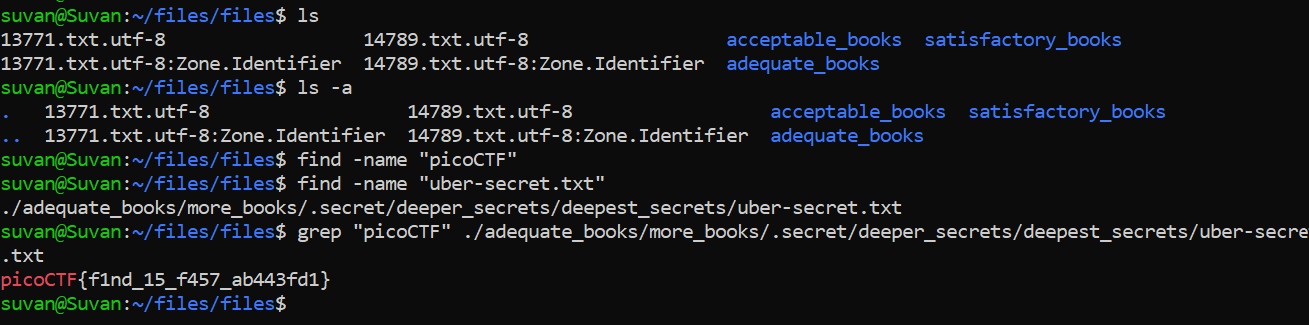 suvan@Suvan:~/files/files$ ls
13771.txt.utf-8                  14789.txt.utf-8                  acceptable_books  satisfactory_books
13771.txt.utf-8:Zone.Identifier  14789.txt.utf-8:Zone.Identifier  adequate_books
suvan@Suvan:~/files/files$ ls -a
.   13771.txt.utf-8                  14789.txt.utf-8                  acceptable_books  satisfactory_books
..  13771.txt.utf-8:Zone.Identifier  14789.txt.utf-8:Zone.Identifier  adequate_books
suvan@Suvan:~/files/files$ find -name "picoCTF"
suvan@Suvan:~/files/files$ find -name "uber-secret.txt"
./adequate_books/more_books/.secret/deeper_secrets/deepest_secrets/uber-secret.txt
suvan@Suvan:~/files/files$ grep "picoCTF" ./adequate_books/more_books/.secret/deeper_secrets/deepest_secrets/uber-secre
.txt
picoCTF{f1nd_15_f457_ab443fd1}
suvan@Suvan:~/files/files$